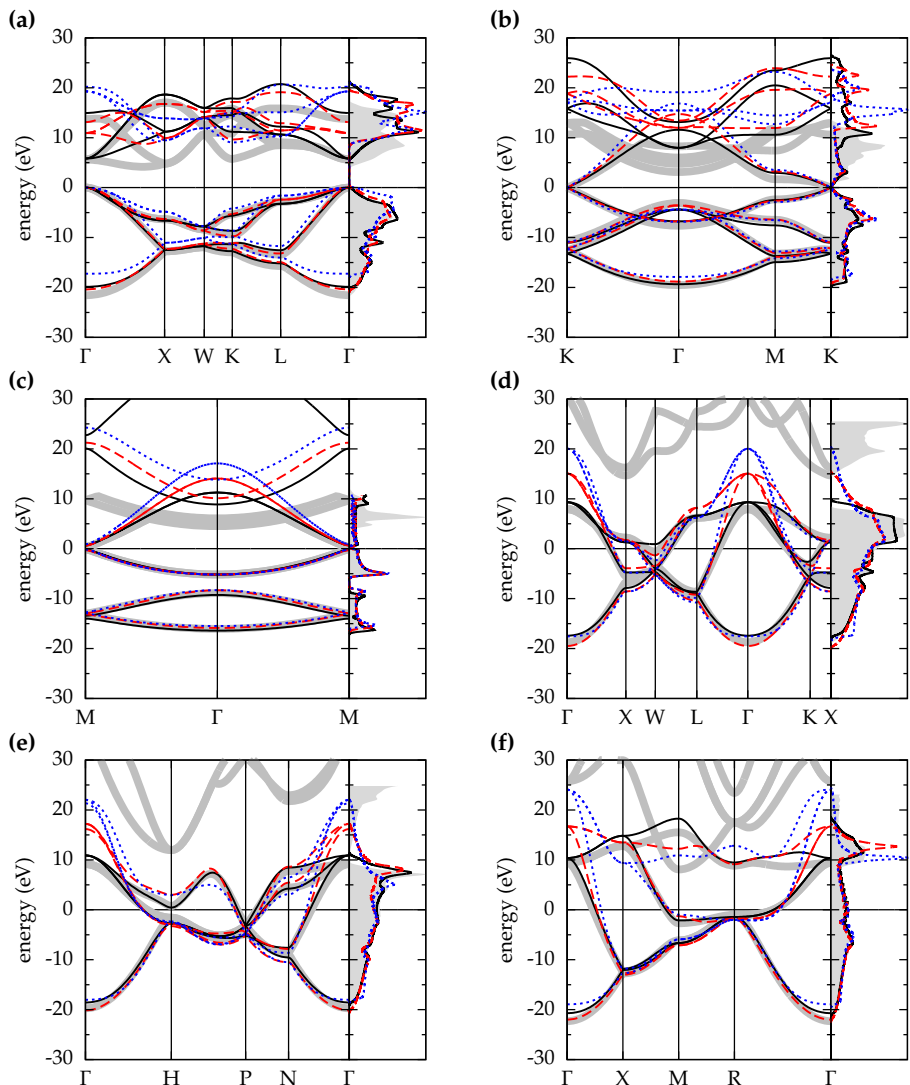 (a)
(b)
30
20
10
0
-10
-20
-30
energy (eV)
Γ X W K L Γ
30
20
10
0
-10
-20
-30
energy (eV)
K Γ M K
(c)
(d)
30
20
10
0
-10
-20
-30
energy (eV)
M Γ M
30
20
10
0
-10
-20
-30
energy (eV)
Γ X W L Γ K X
(e)
(f)
30
20
10
0
-10
-20
-30
energy (eV)
Γ H P N Γ
30
20
10
0
-10
-20
-30
energy (eV)
Γ X M R Γ